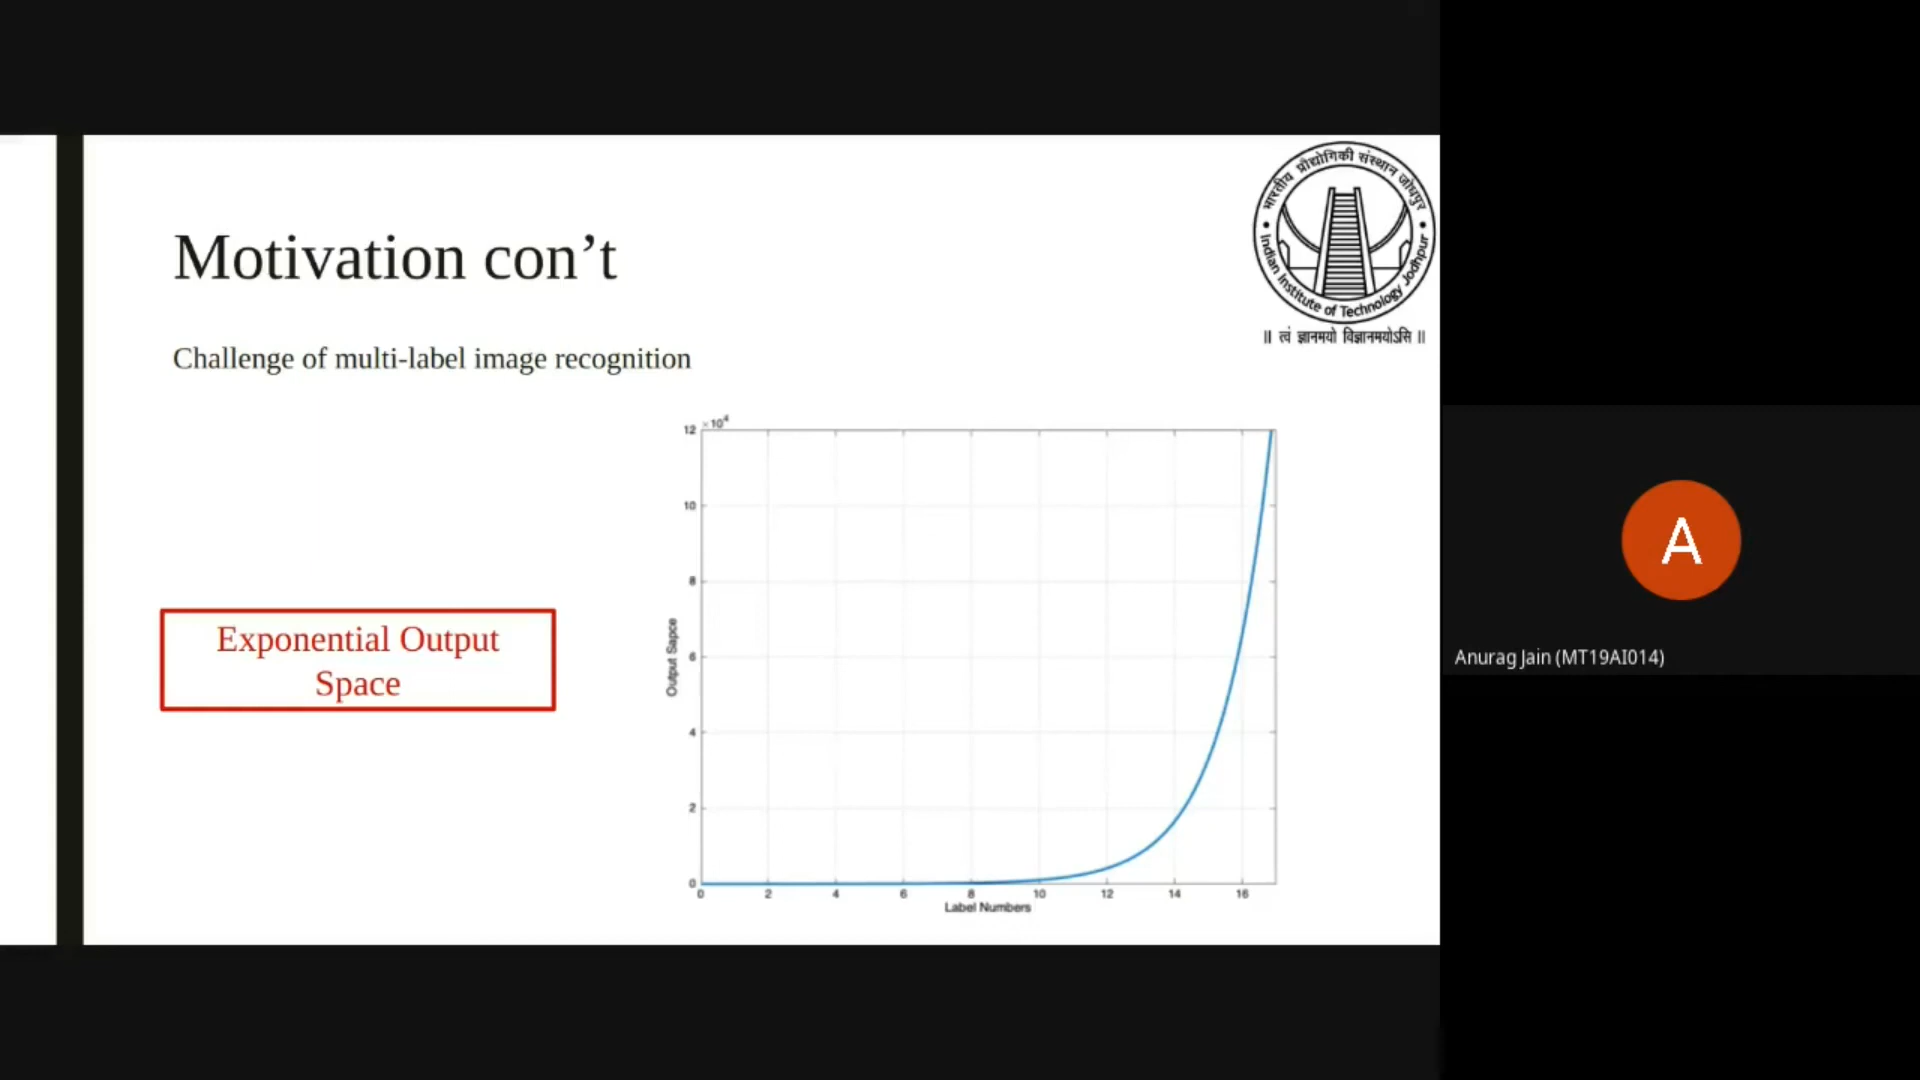 भारतीय प्रौद्योगिकी संस्थान जोधपुर
Indian Institute of Technology Jodhpur
॥ त्वं ज्ञानमयो विज्ञानमयोऽसि ॥
Motivation con’t
Challenge of multi-label image recognition
Exponential Output
Space
×10⁴
12
10
8
6
4
2
0
Output Sapce
0 2 4 6 8 10 12 14 16
Label Numbers
A
Anurag Jain (MT19AI014)